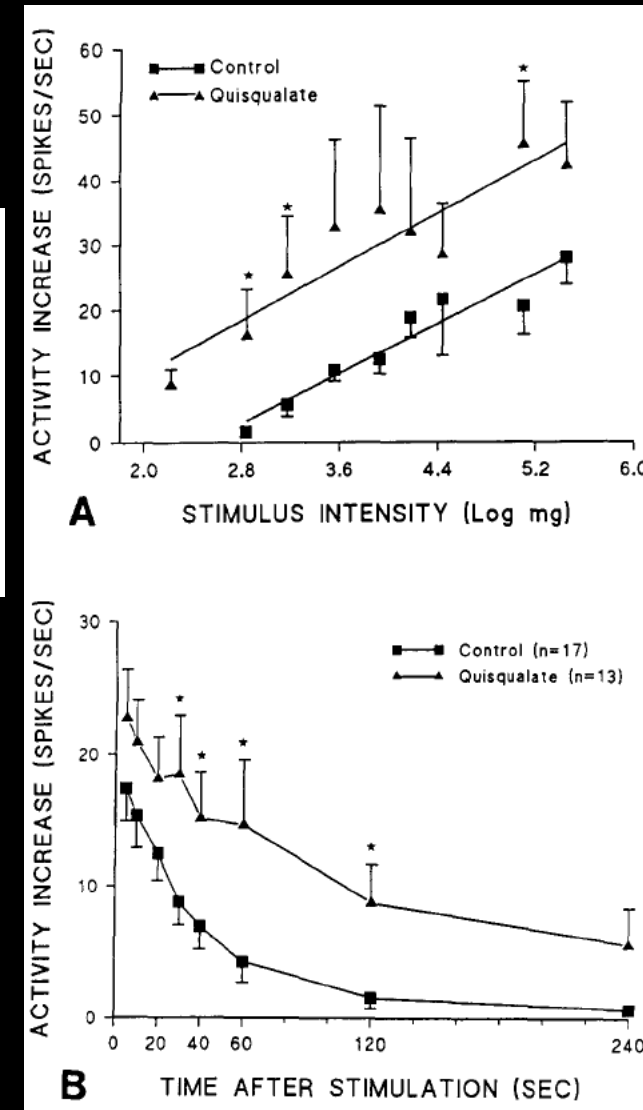 60
50
40
30
20
10
0
ACTIVITY INCREASE (SPIKES/SEC)
Control
Quisqualate
*
*
*
2.0 2.8 3.6 4.4 5.2 6.0
A STIMULUS INTENSITY (Log mg)
30
20
10
0
ACTIVITY INCREASE (SPIKES/SEC)
Control (n=17)
Quisqualate (n=13)
*
*
*
*
0 20 40 60 120 240
B TIME AFTER STIMULATION (SEC)